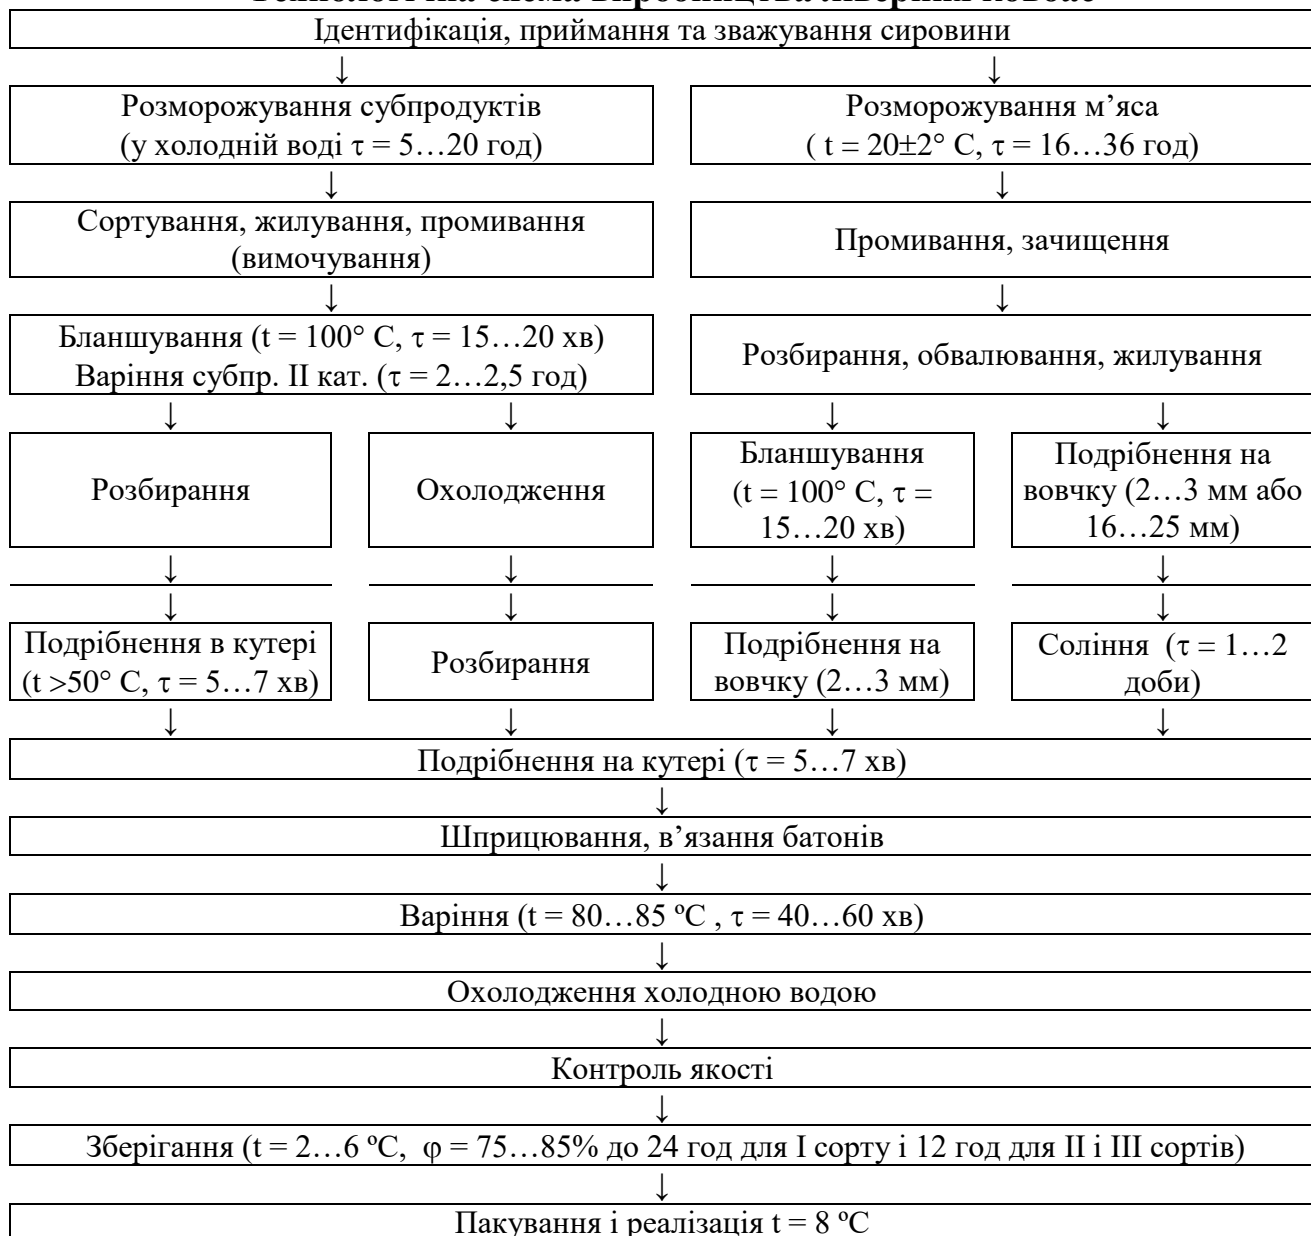 Ідентифікація, приймання та зважування сировини
↓ ↓
Розморожування субпродуктів
(у холодній воді τ = 5…20 год)
Розморожування м’яса
( t = 20±2° С, τ = 16…36 год)
↓ ↓
Сортування, жилування, промивання
(вимочування)
Промивання, зачищення
↓ ↓
Бланшування (t = 100° С, τ = 15…20 хв)
Варіння субпр. ІІ кат. (τ = 2…2,5 год)
Розбирання, обвалювання, жилування
↓ ↓ ↓ ↓
Розбирання
Охолодження
Бланшування
(t = 100° С, τ =
15…20 хв)
Подрібнення на
вовчку (2…3 мм або
16…25 мм)
↓ ↓ ↓ ↓
↓ ↓ ↓ ↓
Подрібнення в кутері
(t >50° С, τ = 5…7 хв)
Розбирання
Подрібнення на
вовчку (2…3 мм)
Соління (τ = 1…2
доби)
↓ ↓ ↓ ↓
Подрібнення на кутері (τ = 5…7 хв)
↓
Шприцювання, в’язання батонів
↓
Варіння (t = 80…85 ºС , τ = 40…60 хв)
↓
Охолодження холодною водою
↓
Контроль якості
↓
Зберігання (t = 2…6 ºС, φ = 75…85% до 24 год для І сорту і 12 год для ІІ і ІІІ сортів)
↓
Пакування і реалізація t = 8 ºС